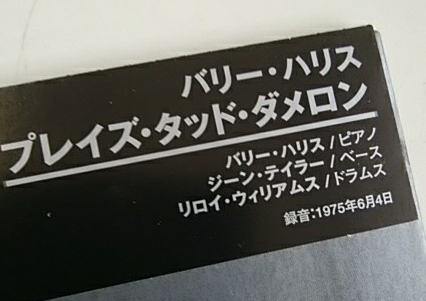 バリー・ハリス
プレイズ・タッド・ダメロン
バリー・ハリス/ピアノ
ジーン・テイラー/ベース
リロイ・ウィリアムス/ドラムス
録音:1975年6月4日